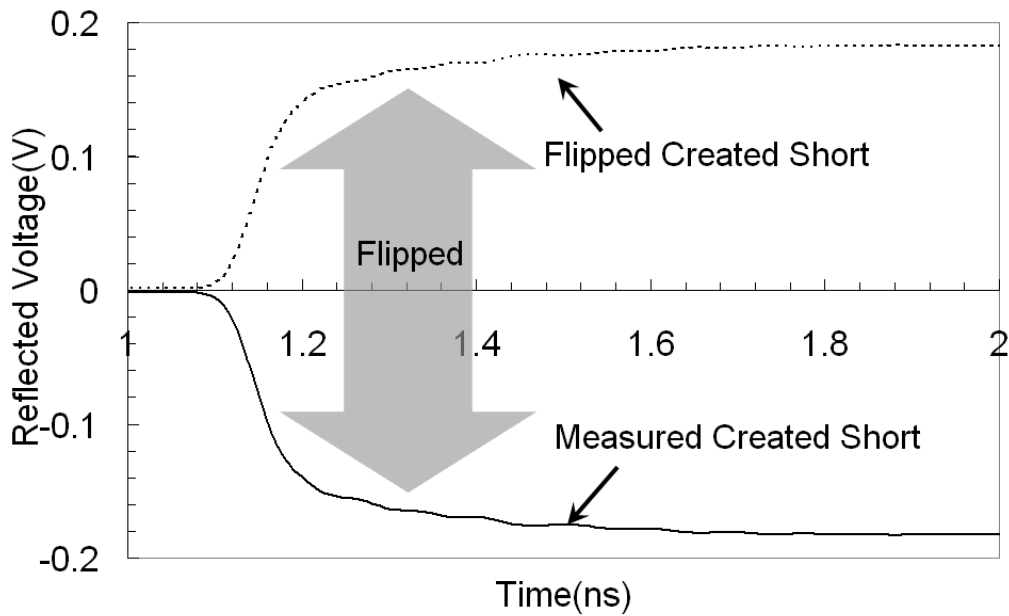 0.2
0.1
0
-0.1
-0.2
Reflected Voltage(V)
1
1.2
1.4
1.6
1.8
2
Time(ns)
Flipped Created Short
Flipped
Measured Created Short